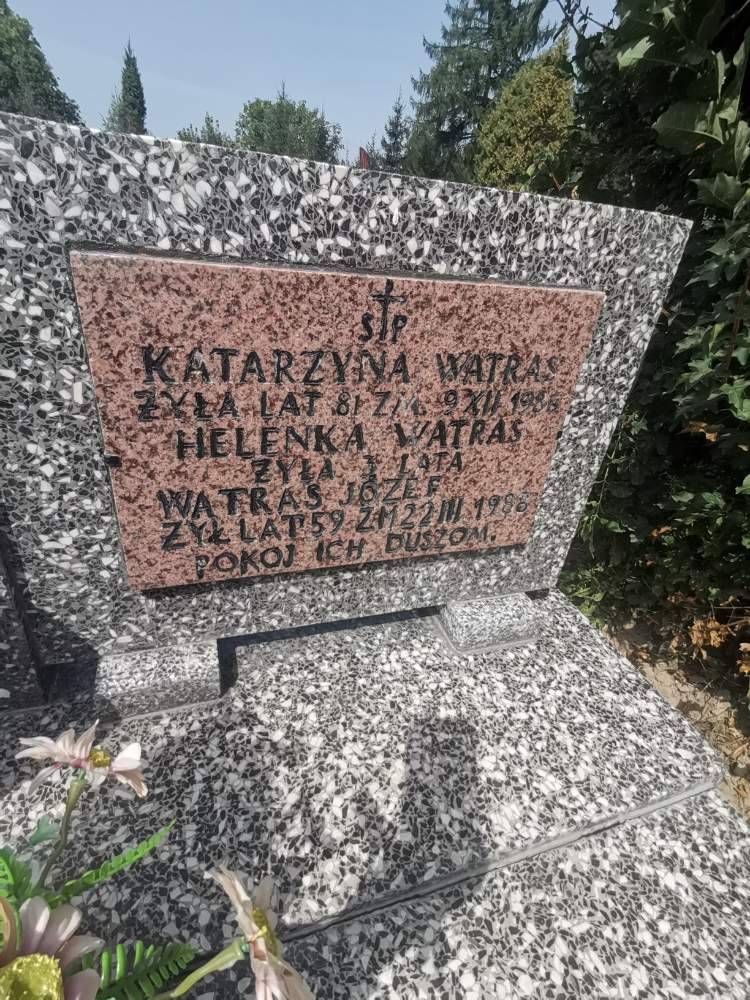 Ś P
KATARZYNA WATRAS
ŻYŁA LAT 81 ZM. 9 XII 1986
HELENKA WATRAS
ŻYŁA 3 LATA
WATRAS JÓZEF
ŻYŁ LAT 59 ZM 22 III 1988
POKÓJ ICH DUSZOM.